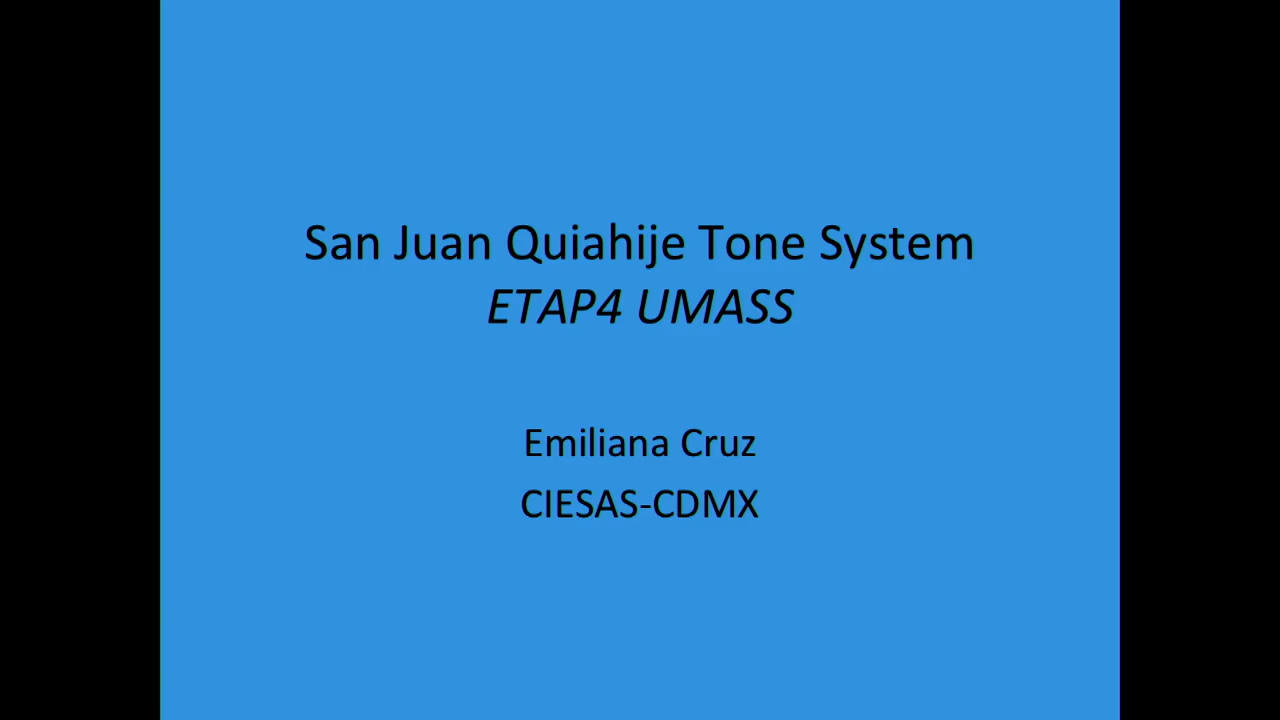 San Juan Quiahije Tone System
ETAP4 UMASS
Emiliana Cruz
CIESAS-CDMX